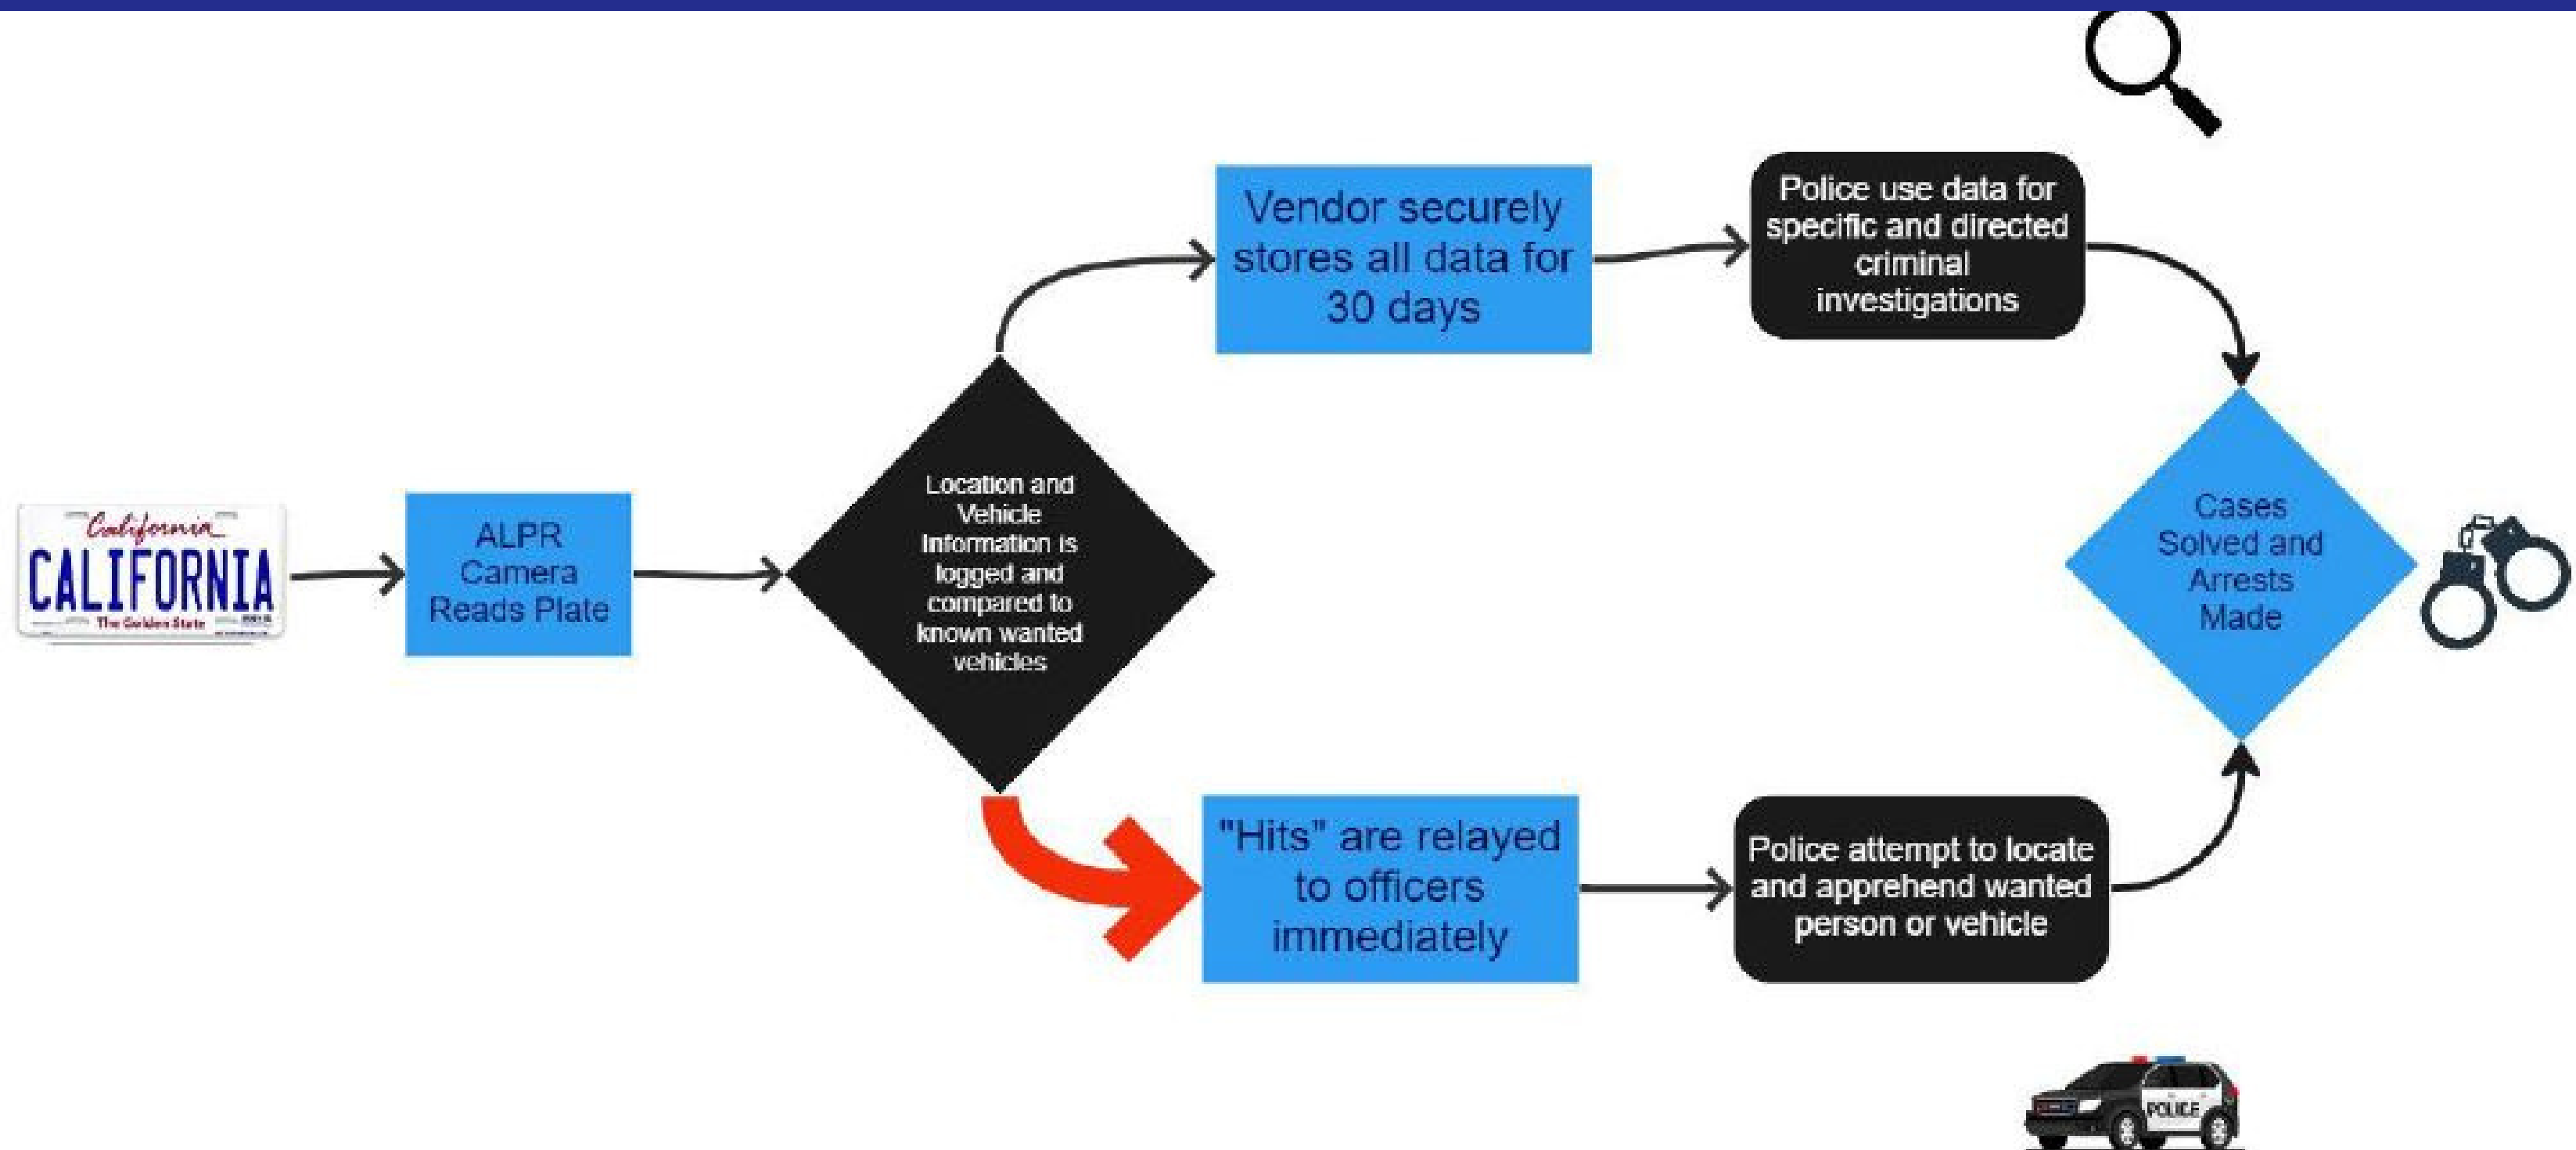 California
CALIFORNIA
The Golden State
ALPR
Camera
Reads Plate
Location and
Vehicle
Information is
logged and
compared to
known wanted
vehicles
Vendor securely
stores all data for
30 days
Police use data for
specific and directed
criminal
investigations
"Hits" are relayed
to officers
immediately
Police attempt to locate
and apprehend wanted
person or vehicle
Cases
Solved and
Arrests
Made
POLICE